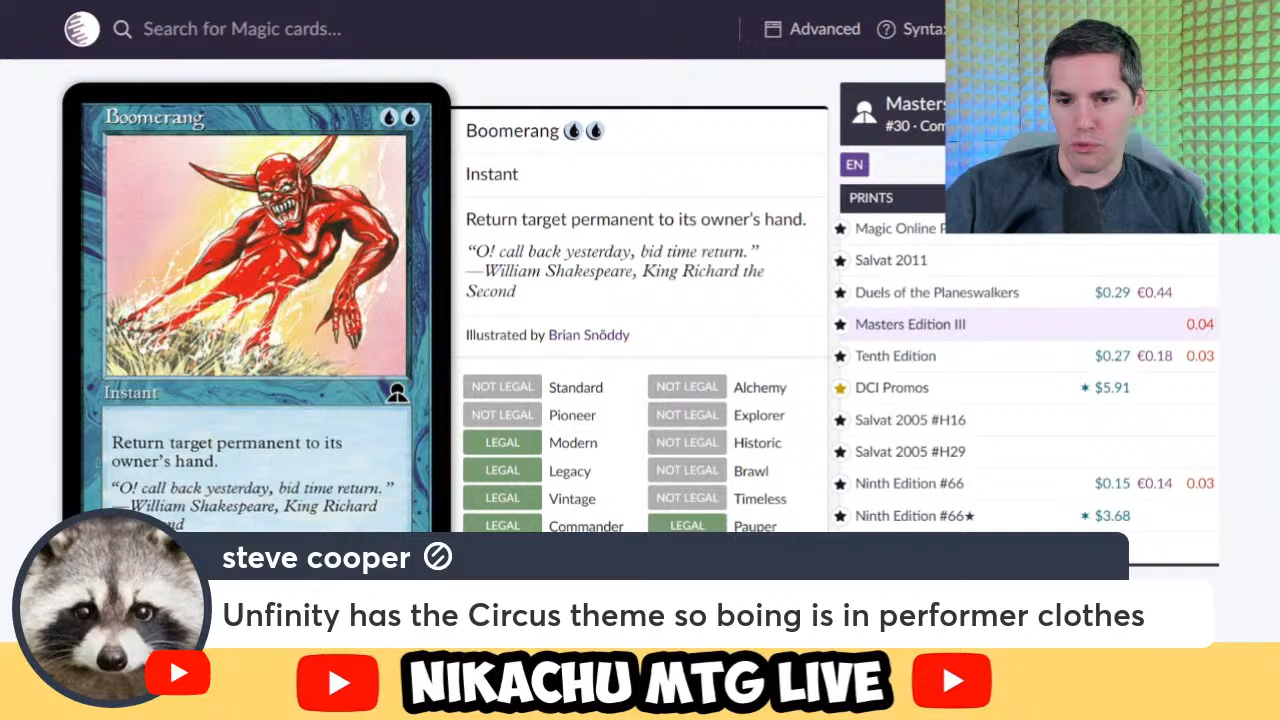 Search for Magic cards...
Advanced
Boomerang
Boomerang
Instant
Return target permanent to its owner's hand.
“O! call back yesterday, bid time return.”
—William Shakespeare, King Richard the
Second
Illustrated by Brian Snõddy
NOT LEGAL Standard NOT LEGAL Alchemy
NOT LEGAL Pioneer NOT LEGAL Explorer
LEGAL Modern NOT LEGAL Historic
LEGAL Legacy NOT LEGAL Brawl
LEGAL Vintage NOT LEGAL Timeless
LEGAL Commander LEGAL Pauper
Instant
Return target permanent to its
owner's hand.
“O! call back yesterday, bid time return.”
—William Shakespeare, King Richard
EN
PRINTS
Magic Online
Salvat 2011
Duels of the Planeswalkers $0.29 €0.44
Masters Edition III 0.04
Tenth Edition $0.27 €0.18 0.03
DCI Promos ✶ $5.91
Salvat 2005 #H16
Salvat 2005 #H29
Ninth Edition #66 $0.15 €0.14 0.03
Ninth Edition #66★ ✶ $3.68
steve cooper
Unfinity has the Circus theme so boing is in performer clothes
NIKACHU MTG LIVE